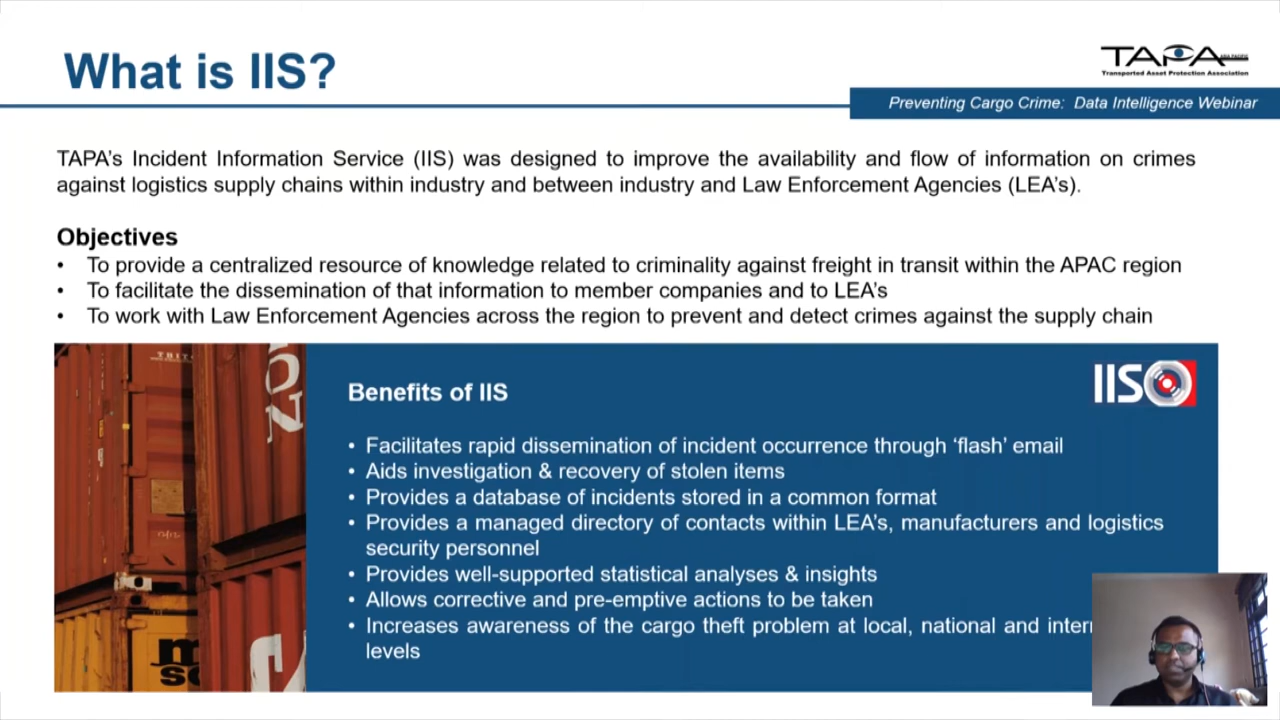 What is IIS?
TAPA
ASIA PACIFIC
Transported Asset Protection Association
Preventing Cargo Crime: Data Intelligence Webinar
TAPA's Incident Information Service (IIS) was designed to improve the availability and flow of information on crimes
against logistics supply chains within industry and between industry and Law Enforcement Agencies (LEA's).
Objectives
• To provide a centralized resource of knowledge related to criminality against freight in transit within the APAC region
• To facilitate the dissemination of that information to member companies and to LEA's
• To work with Law Enforcement Agencies across the region to prevent and detect crimes against the supply chain
IIS
Benefits of IIS
• Facilitates rapid dissemination of incident occurrence through ‘flash’ email
• Aids investigation & recovery of stolen items
• Provides a database of incidents stored in a common format
• Provides a managed directory of contacts within LEA's, manufacturers and logistics
security personnel
• Provides well-supported statistical analyses & insights
• Allows corrective and pre-emptive actions to be taken
• Increases awareness of the cargo theft problem at local, national and
levels